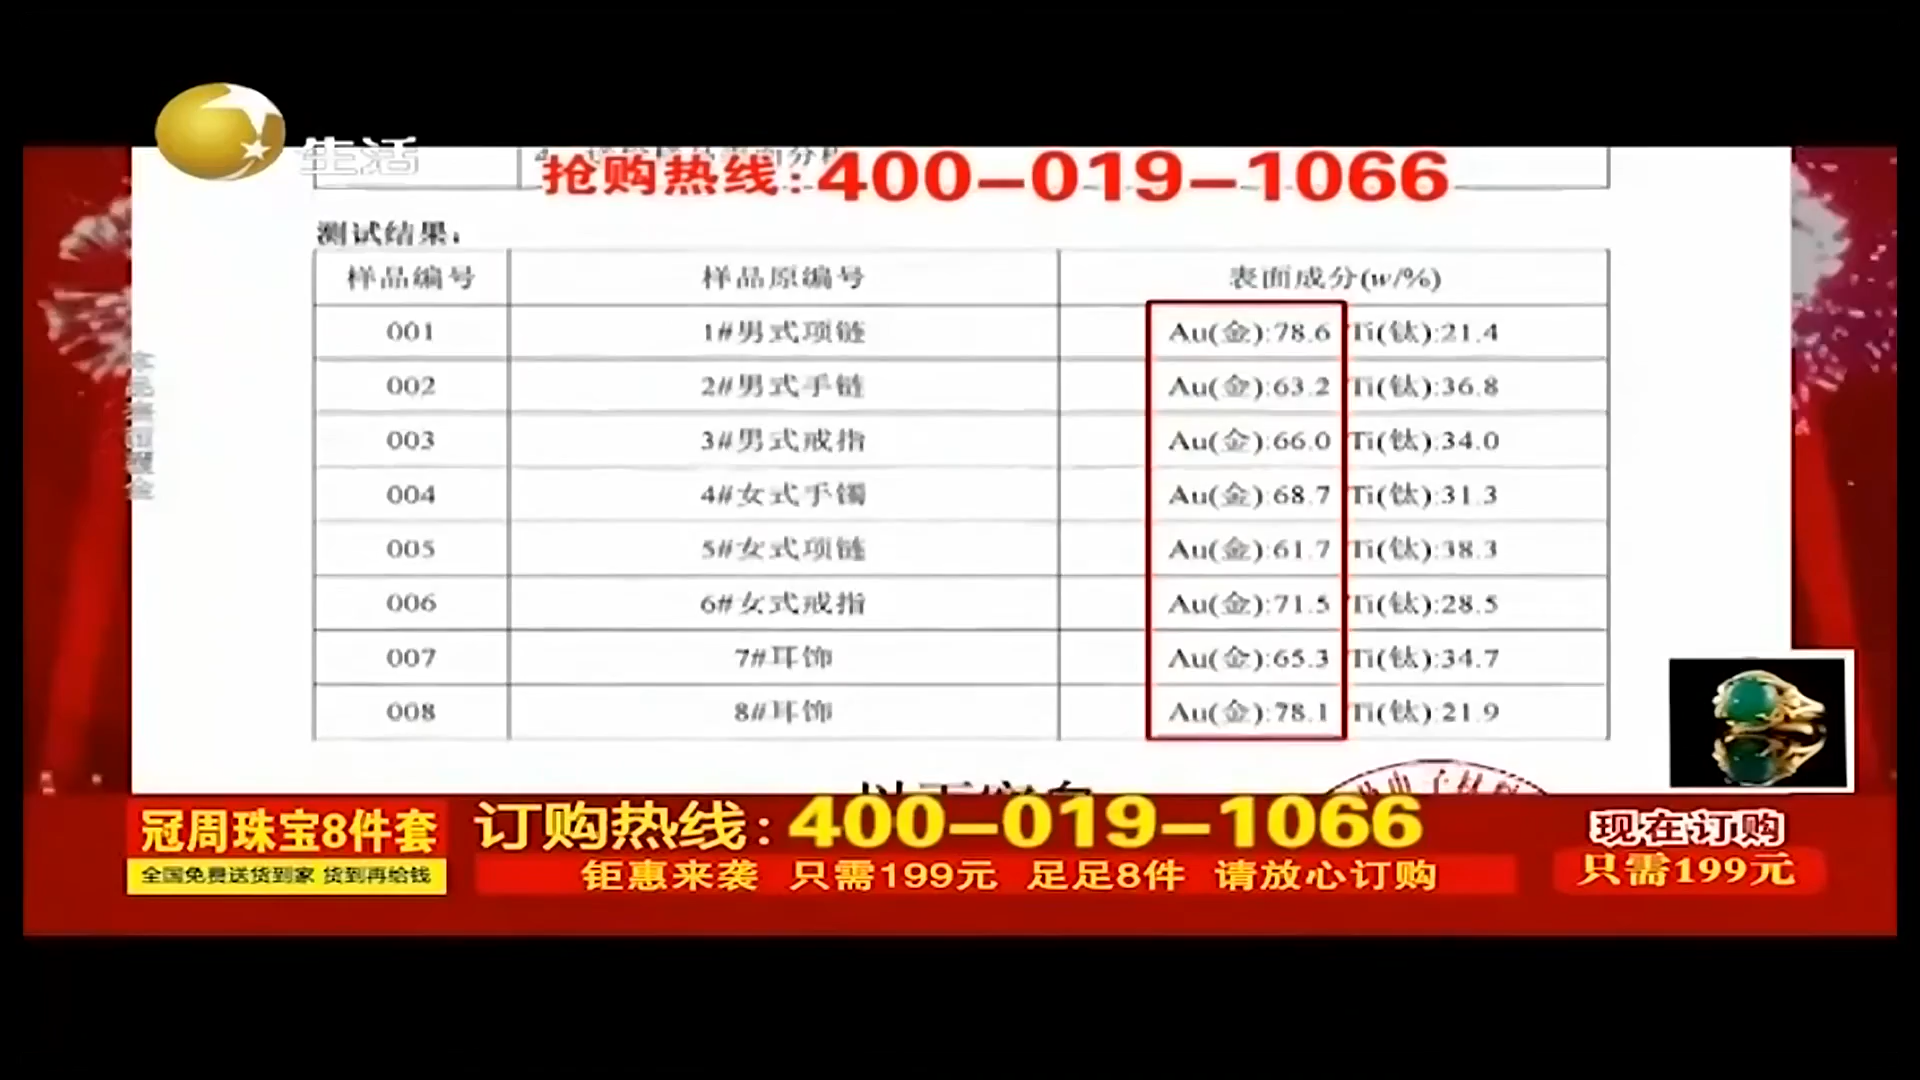 生活
抢购热线:400-019-1066
测试结果:
样品编号 样品原编号 表面成分(w/%)
001 1#男式项链 Au(金):78.6 Ti(钛):21.4
002 2#男式手链 Au(金):63.2 Ti(钛):36.8
003 3#男式戒指 Au(金):66.0 Ti(钛):34.0
004 4#女式手镯 Au(金):68.7 Ti(钛):31.3
005 5#女式项链 Au(金):61.7 Ti(钛):38.3
006 6#女式戒指 Au(金):71.5 Ti(钛):28.5
007 7#耳饰 Au(金):65.3 Ti(钛):34.7
008 8#耳饰 Au(金):78.1 Ti(钛):21.9
冠周珠宝8件套
全国免费送货到家 货到再给钱
订购热线:400-019-1066
钜惠来袭 只需199元 足足8件 请放心订购
现在订购
只需199元